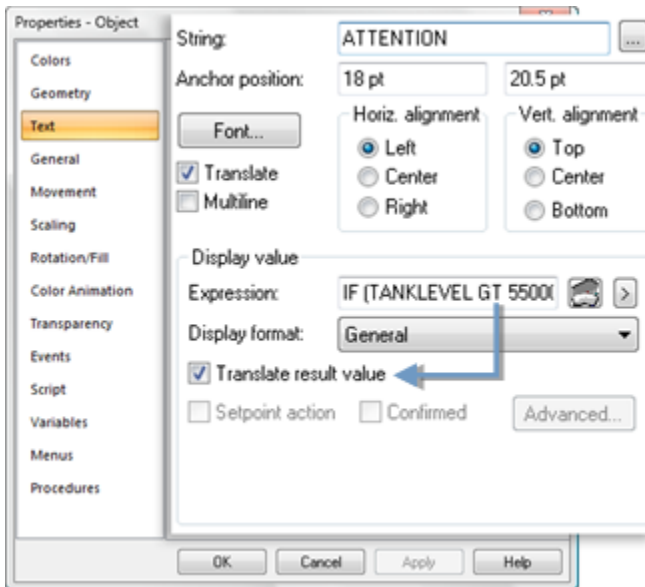 Properties - Object
Colors
Geometry
Text
General
Movement
Scaling
Rotation/Fill
Color Animation
Transparency
Events
Script
Variables
Menus
Procedures
String: ATTENTION ...
Anchor position: 18 pt 20.5 pt
Font...
Translate
Multiline
Horiz. alignment
Left
Center
Right
Vert. alignment
Top
Center
Bottom
Display value
Expression: IF (TANKLEVEL GT 5500( >
Display format: General
Translate result value
Setpoint action Confirmed Advanced...
OK Cancel Apply Help